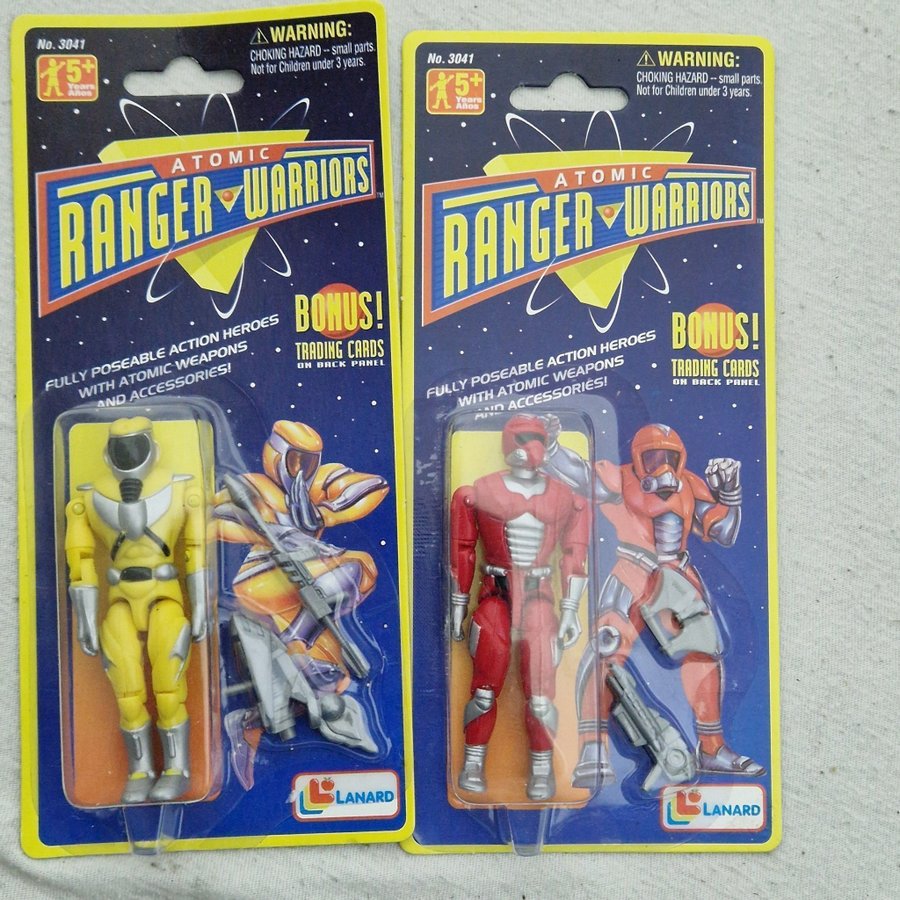 No. 3041
5+
Years
Años
WARNING:
CHOKING HAZARD -- small parts.
Not for Children under 3 years.
ATOMIC
RANGER WARRIORS
TM
BONUS!
TRADING CARDS
ON BACK PANEL
FULLY POSEABLE ACTION HEROES
WITH ATOMIC WEAPONS
AND ACCESSORIES!
LANARD
No. 3041
5+
Years
Años
WARNING:
CHOKING HAZARD -- small parts.
Not for Children under 3 years.
ATOMIC
RANGER WARRIORS
TM
BONUS!
TRADING CARDS
ON BACK PANEL
FULLY POSEABLE ACTION HEROES
WITH ATOMIC WEAPONS
AND ACCESSORIES!
LANARD